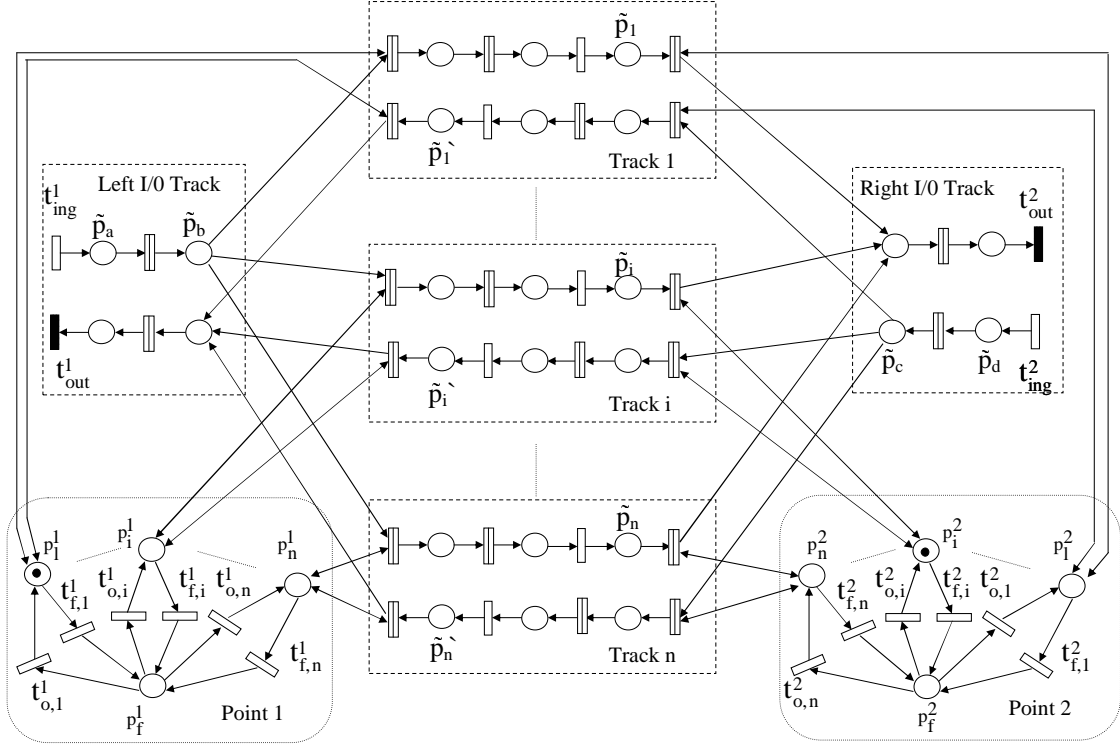 p̃₁
p̃₁`
Track 1
Left I/0 Track
t¹ing
p̃a
p̃b
t¹out
Right I/0 Track
t²out
p̃c
p̃d
t²ing
p̃i
p̃i`
Track i
p̃n
p̃n`
Track n
p¹l
p¹i
p¹n
t¹f,1
t¹o,i
t¹f,i
t¹o,n
t¹f,n
t¹o,1
p¹f
Point 1
p²n
p²i
p²l
t²f,n
t²o,i
t²f,i
t²o,1
t²f,1
t²o,n
p²f
Point 2